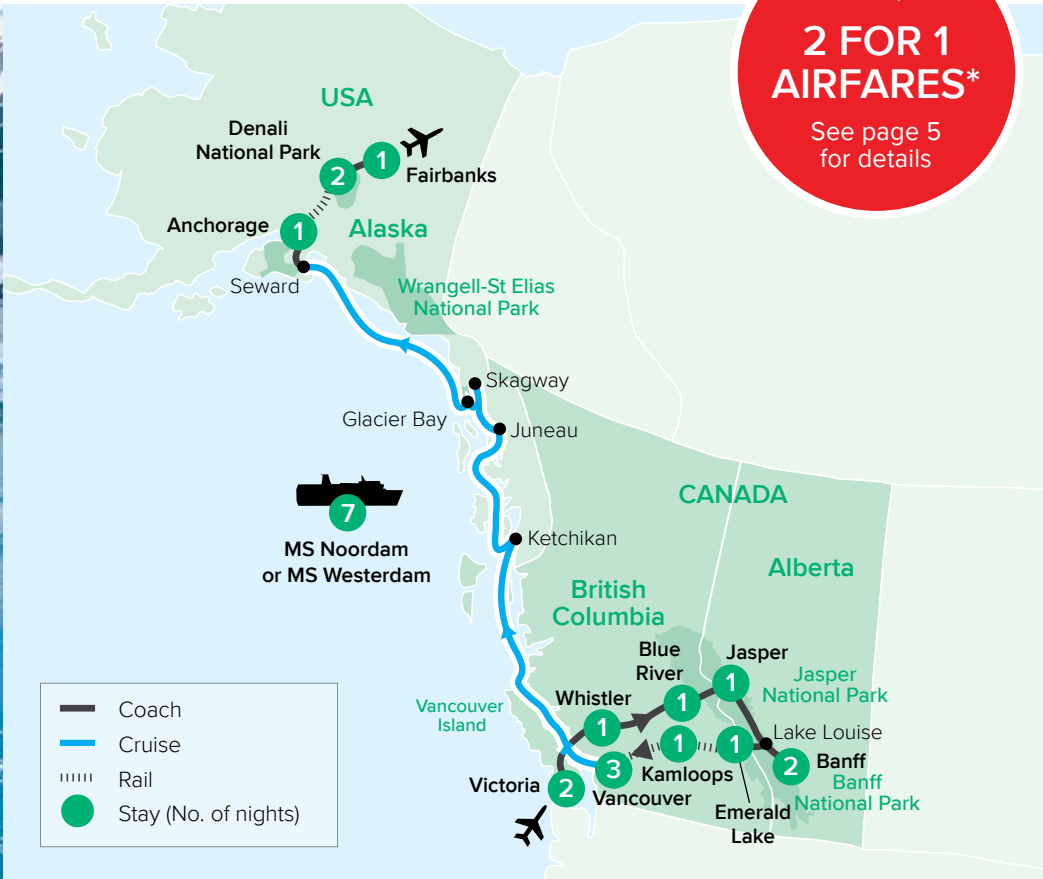 2 FOR 1
AIRFARES*
See page 5
for details
USA
Denali
National Park
2
1
Fairbanks
Anchorage
1
Alaska
Seward
Wrangell-St Elias
National Park
Skagway
Glacier Bay
Juneau
7
MS Noordam
or MS Westerdam
CANADA
Ketchikan
Alberta
British
Columbia
Blue
River
Jasper
1
1
Jasper
National Park
Whistler
1
Vancouver
Island
Lake Louise
1
1
3
Kamloops
2
Banff
Banff
National Park
Victoria
2
Vancouver
Emerald
Lake
Coach
Cruise
Rail
Stay (No. of nights)